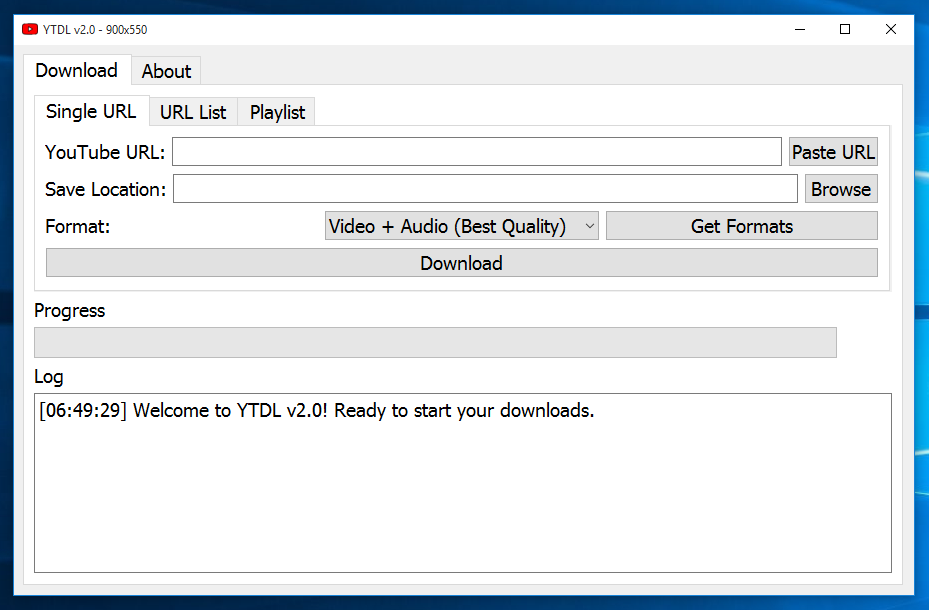 YTDL v2.0 - 900x550
Download About
Single URL URL List Playlist
YouTube URL: Paste URL
Save Location: Browse
Format: Video + Audio (Best Quality) Get Formats
Download
Progress
Log
[06:49:29] Welcome to YTDL v2.0! Ready to start your downloads.